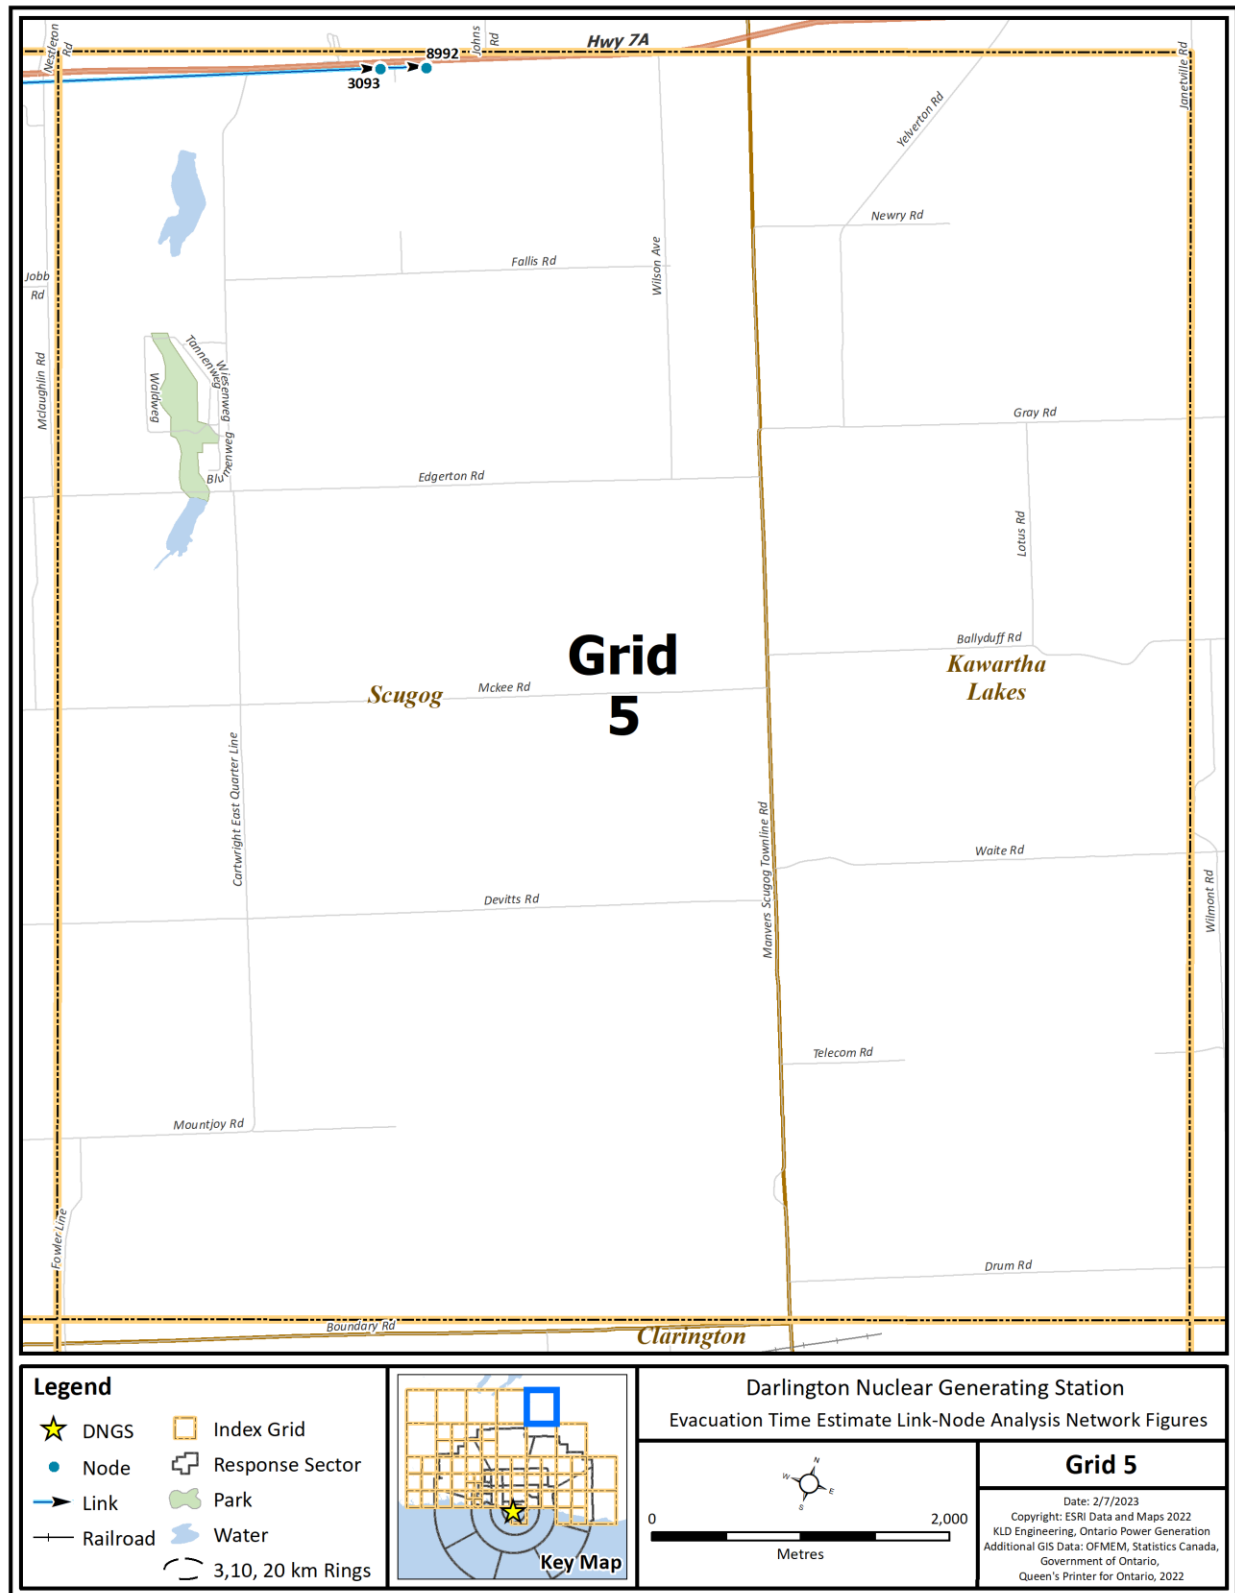 Nestleton
Rd
Johns
Rd
Hwy 7A
Janetville Rd
8992
3093
Yelverton Rd
Newry Rd
Wilson Ave
Fallis Rd
Jobb
Rd
Mclaughlin Rd
Tannenweg
Wiesenweg
Waldweg
Blumenweg
Gray Rd
Edgerton Rd
Lotus Rd
Ballyduff Rd
Grid
5
Kawartha
Lakes
Scugog
Mckee Rd
Cartwright East Quarter Line
Manvers Scugog Townline Rd
Waite Rd
Wilmont Rd
Devitts Rd
Telecom Rd
Mountjoy Rd
Fowler Line
Drum Rd
Boundary Rd
Clarington
Legend
DNGS
Node
Link
Railroad
Index Grid
Response Sector
Park
Water
3,10, 20 km Rings
Key Map
Darlington Nuclear Generating Station
Evacuation Time Estimate Link-Node Analysis Network Figures
N
W
E
S
0
2,000
Metres
Grid 5
Date: 2/7/2023
Copyright: ESRI Data and Maps 2022
KLD Engineering, Ontario Power Generation
Additional GIS Data: OFMEM, Statistics Canada,
Government of Ontario,
Queen's Printer for Ontario, 2022